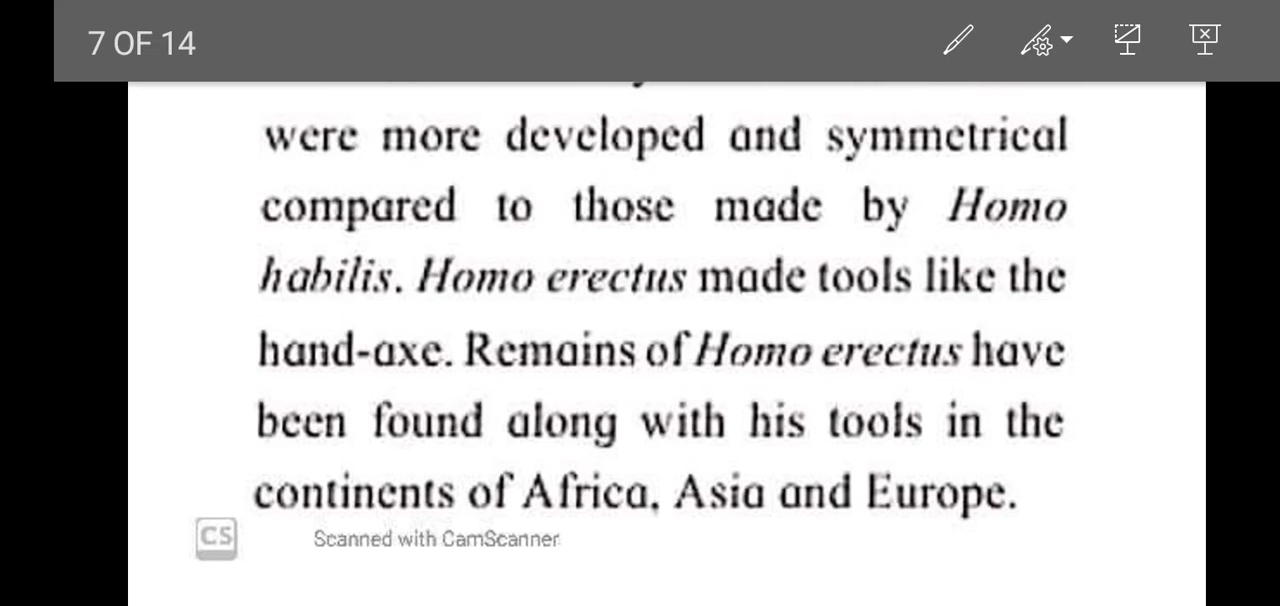 7 OF 14
were more developed and symmetrical
compared to those made by Homo
habilis. Homo erectus made tools like the
hand-axe. Remains of Homo erectus have
been found along with his tools in the
continents of Africa, Asia and Europe.
CS Scanned with CamScanner